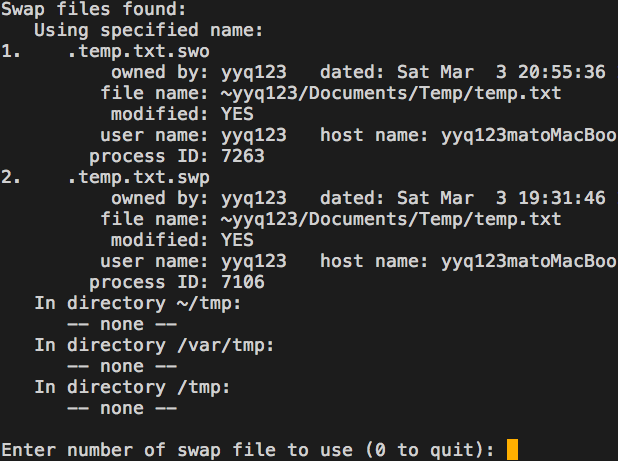 Swap files found:
   Using specified name:
1.    .temp.txt.swo
          owned by: yyq123   dated: Sat Mar  3 20:55:36
         file name: ~yyq123/Documents/Temp/temp.txt
          modified: YES
         user name: yyq123   host name: yyq123matoMacBoo
        process ID: 7263
2.    .temp.txt.swp
          owned by: yyq123   dated: Sat Mar  3 19:31:46
         file name: ~yyq123/Documents/Temp/temp.txt
          modified: YES
         user name: yyq123   host name: yyq123matoMacBoo
        process ID: 7106
   In directory ~/tmp:
      -- none --
   In directory /var/tmp:
      -- none --
   In directory /tmp:
      -- none --

Enter number of swap file to use (0 to quit):